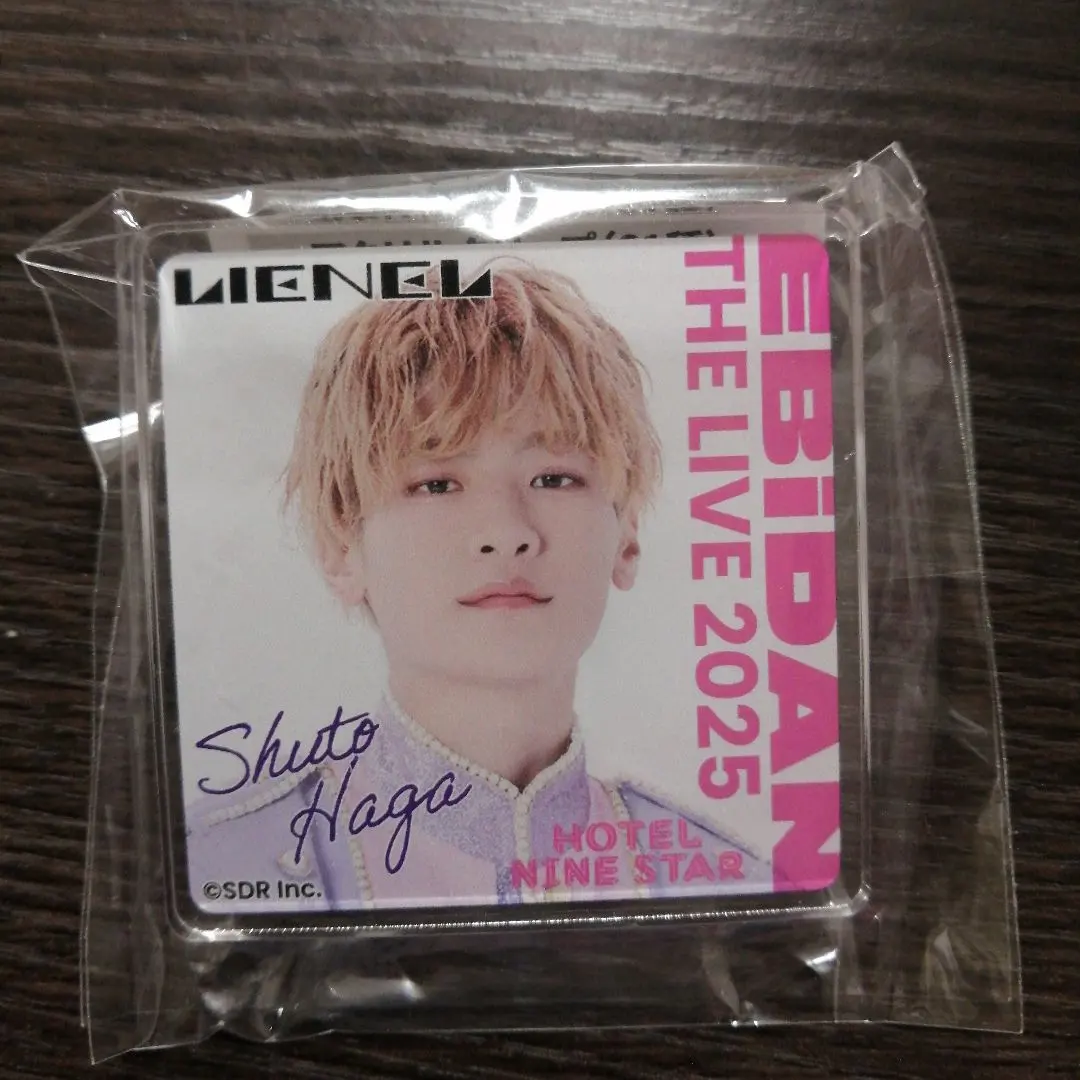 LIENEL
EBiDAN
THE LIVE 2025
Shuto
Haga
HOTEL
NINE STAR
©SDR Inc.